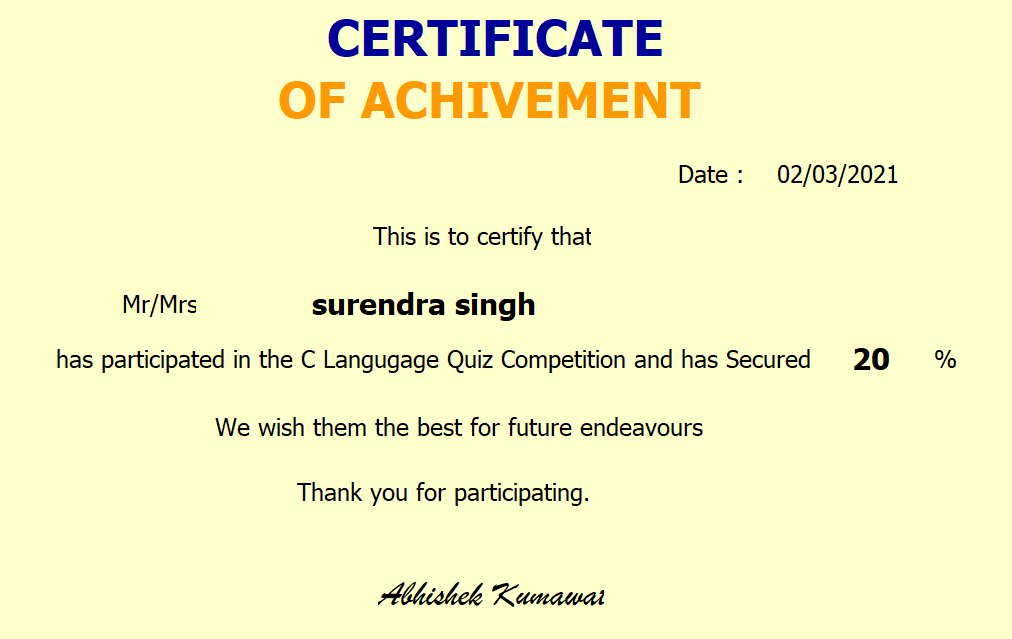 CERTIFICATE
OF ACHIVEMENT
Date : 02/03/2021
This is to certify that
Mr/Mrs surendra singh
has participated in the C Langugage Quiz Competition and has Secured 20 %
We wish them the best for future endeavours
Thank you for participating.
Abhishek Kumawat